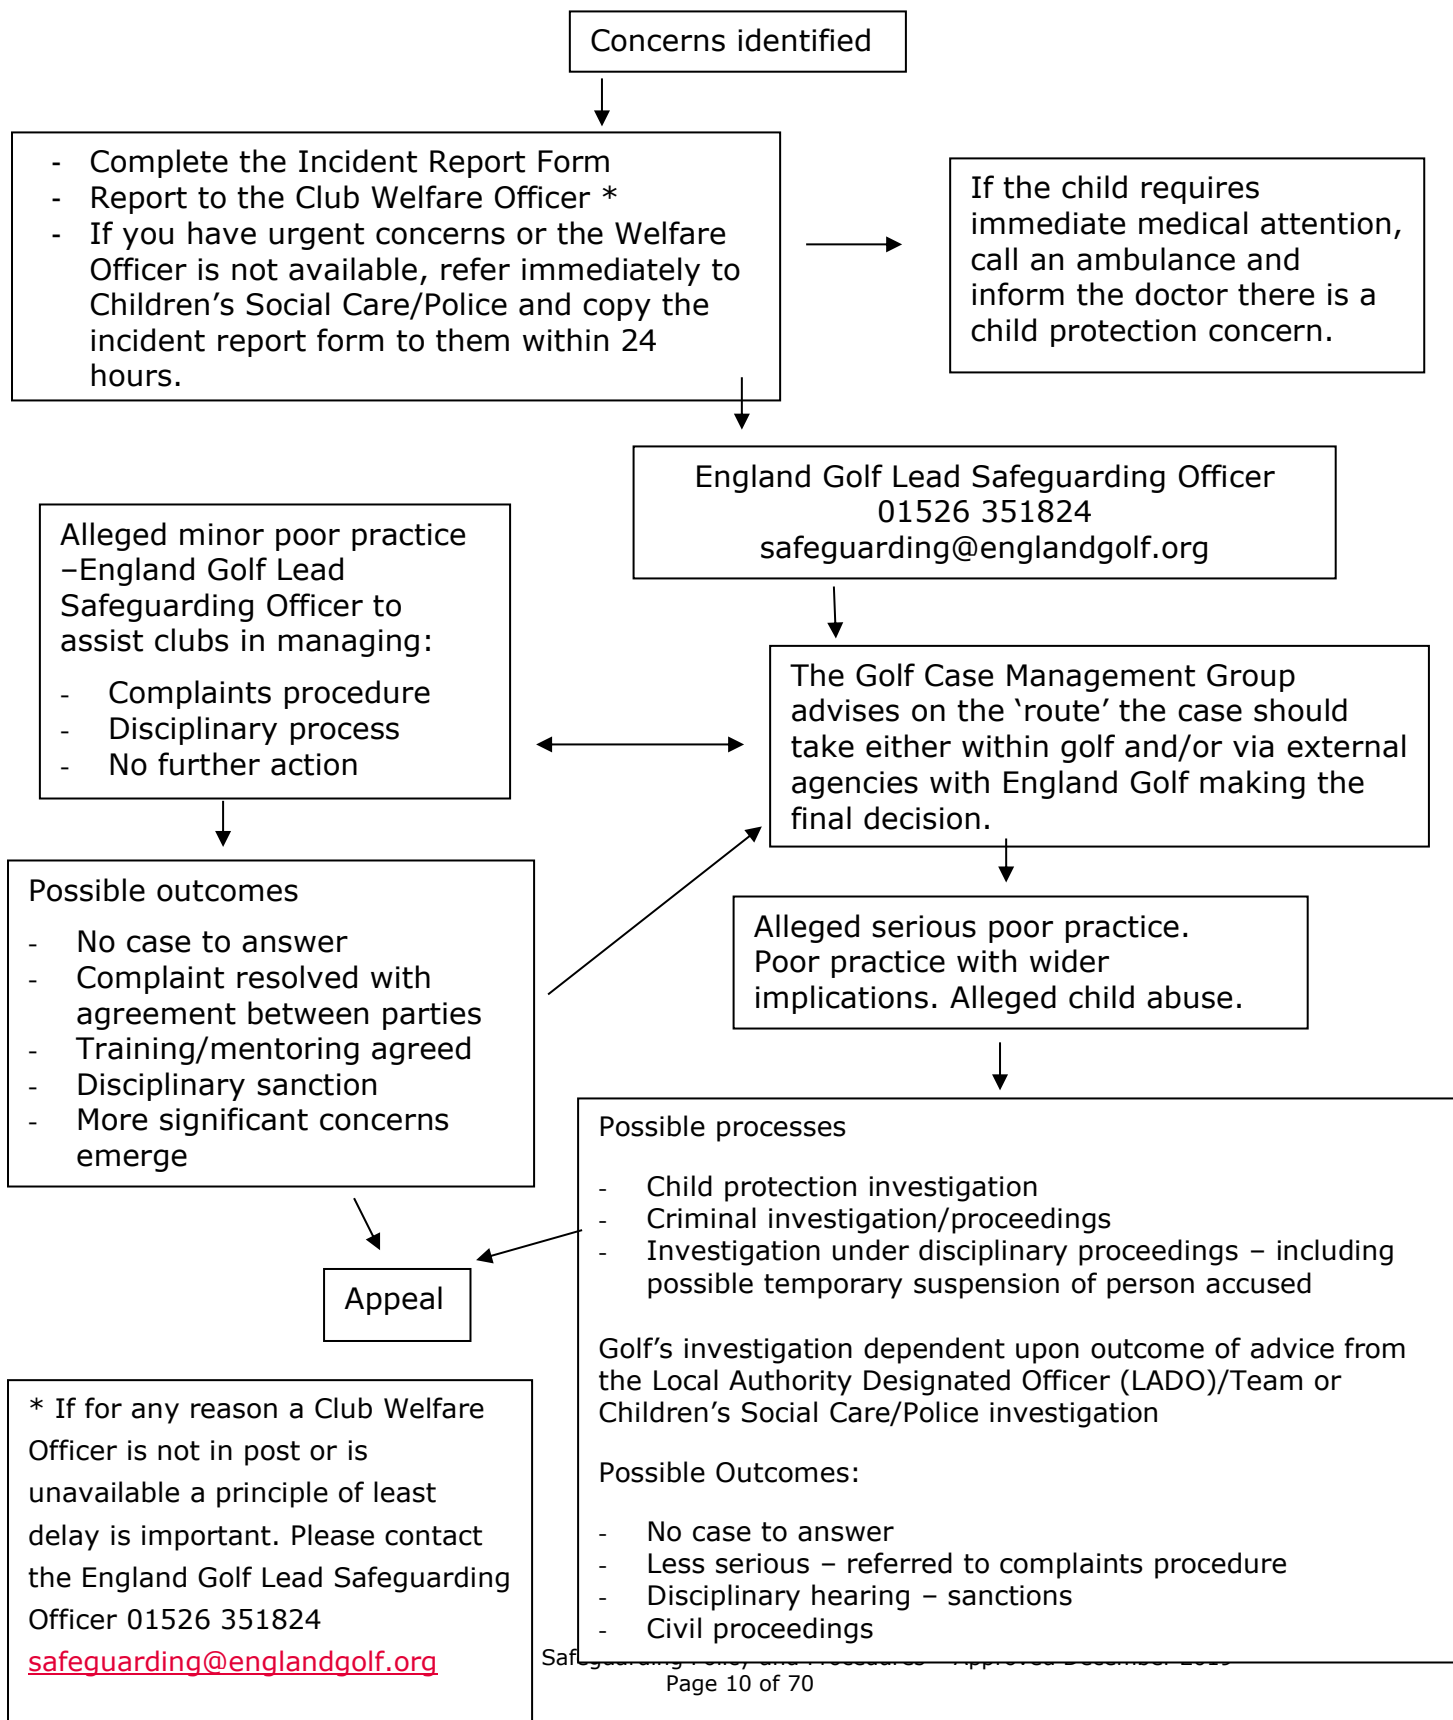 Concerns identified
- Complete the Incident Report Form
- Report to the Club Welfare Officer *
- If you have urgent concerns or the Welfare
Officer is not available, refer immediately to
Children’s Social Care/Police and copy the
incident report form to them within 24
hours.
If the child requires
immediate medical attention,
call an ambulance and
inform the doctor there is a
child protection concern.
England Golf Lead Safeguarding Officer
01526 351824
safeguarding@englandgolf.org
Alleged minor poor practice
–England Golf Lead
Safeguarding Officer to
assist clubs in managing:
- Complaints procedure
- Disciplinary process
- No further action
The Golf Case Management Group
advises on the ‘route’ the case should
take either within golf and/or via external
agencies with England Golf making the
final decision.
Possible outcomes
- No case to answer
- Complaint resolved with
agreement between parties
- Training/mentoring agreed
- Disciplinary sanction
- More significant concerns
emerge
Alleged serious poor practice.
Poor practice with wider
implications. Alleged child abuse.
Possible processes
- Child protection investigation
- Criminal investigation/proceedings
- Investigation under disciplinary proceedings – including
possible temporary suspension of person accused
Golf’s investigation dependent upon outcome of advice from
the Local Authority Designated Officer (LADO)/Team or
Children’s Social Care/Police investigation
Possible Outcomes:
- No case to answer
- Less serious – referred to complaints procedure
- Disciplinary hearing – sanctions
- Civil proceedings
Appeal
* If for any reason a Club Welfare
Officer is not in post or is
unavailable a principle of least
delay is important. Please contact
the England Golf Lead Safeguarding
Officer 01526 351824
safeguarding@englandgolf.org
Safeguarding Policy and Procedures
Page 10 of 70